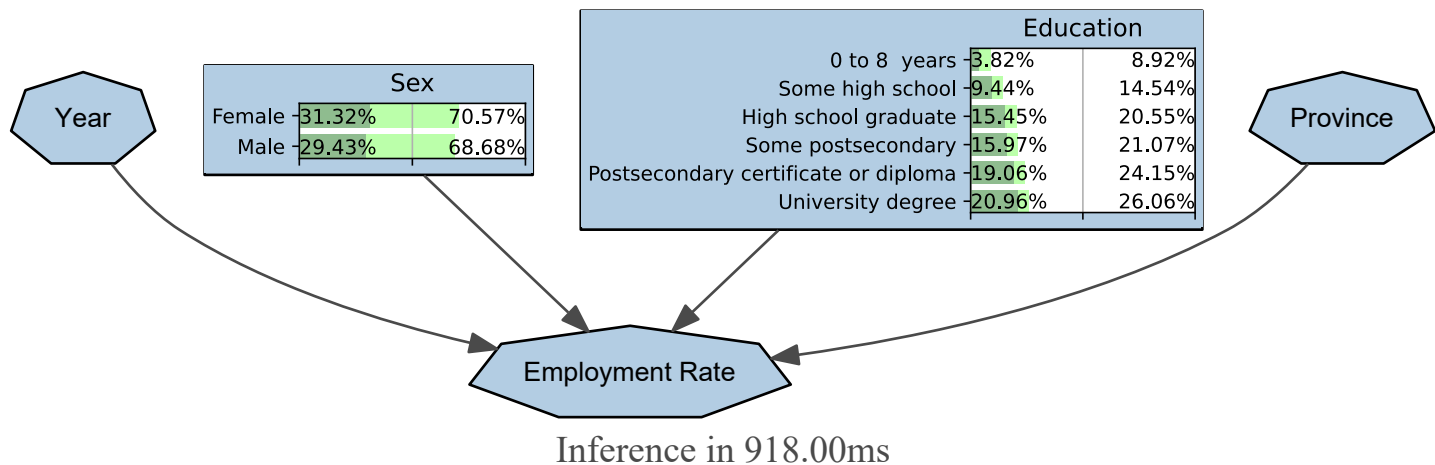 Year
Sex
Female 31.32% 70.57%
Male 29.43% 68.68%
Education
0 to 8  years 3.82% 8.92%
Some high school 9.44% 14.54%
High school graduate 15.45% 20.55%
Some postsecondary 15.97% 21.07%
Postsecondary certificate or diploma 19.06% 24.15%
University degree 20.96% 26.06%
Province
Employment Rate
Inference in 918.00ms